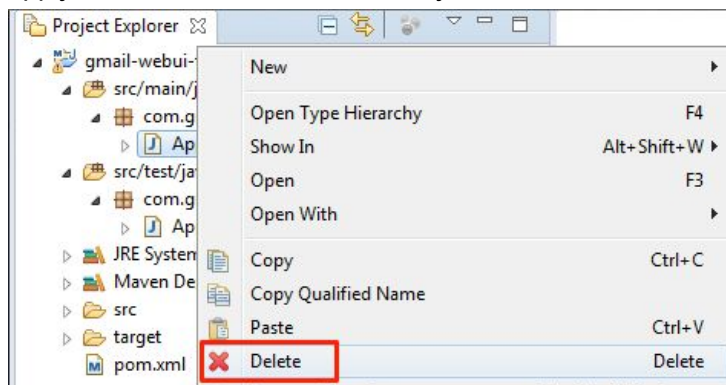 Project Explorer
gmail-webui-
New
src/main/j
com.g
Open Type Hierarchy F4
Ap
Show In Alt+Shift+W
src/test/ja
Open F3
com.g
Open With
Ap
JRE System
Copy Ctrl+C
Maven De
Copy Qualified Name
src
Paste Ctrl+V
target
pom.xml
Delete Delete